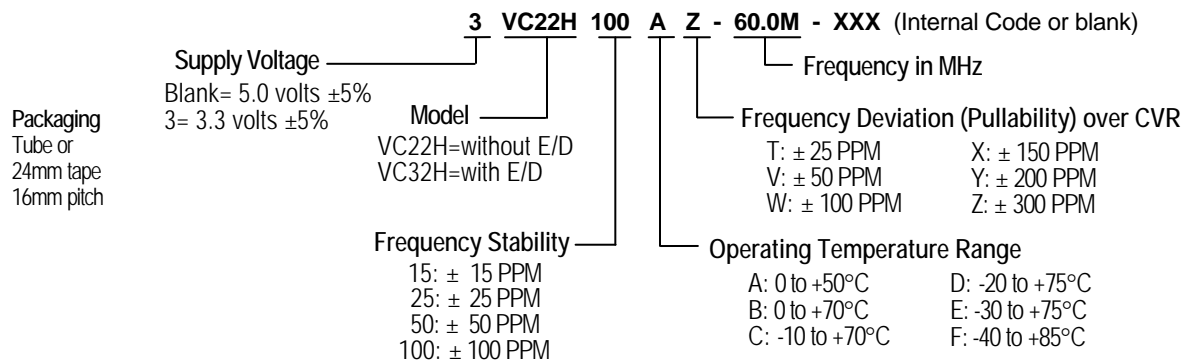 3 VC22H 100 A Z - 60.0M - XXX (Internal Code or blank)
Supply Voltage
Blank= 5.0 volts ±5%
3= 3.3 volts ±5%
Frequency in MHz
Packaging
Tube or
24mm tape
16mm pitch
Model
VC22H=without E/D
VC32H=with E/D
Frequency Deviation (Pullability) over CVR
T: ± 25 PPM X: ± 150 PPM
V: ± 50 PPM Y: ± 200 PPM
W: ± 100 PPM Z: ± 300 PPM
Frequency Stability
15: ± 15 PPM
25: ± 25 PPM
50: ± 50 PPM
100: ± 100 PPM
Operating Temperature Range
A: 0 to +50°C D: -20 to +75°C
B: 0 to +70°C E: -30 to +75°C
C: -10 to +70°C F: -40 to +85°C